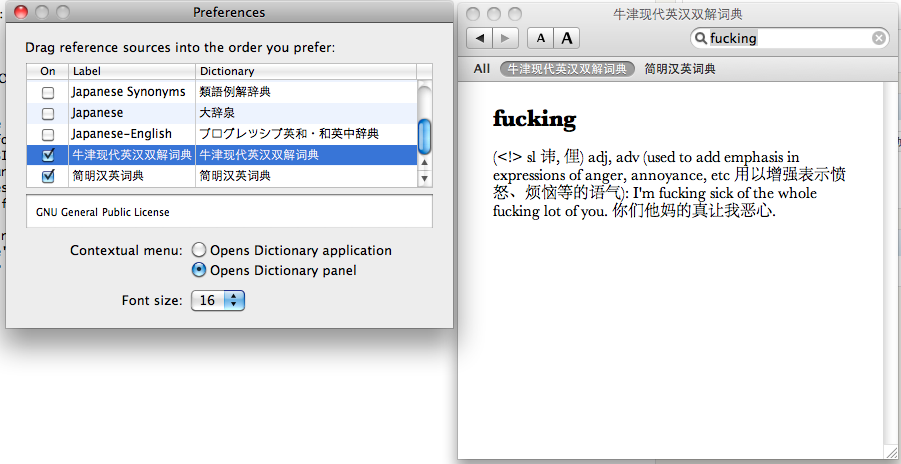 Preferences
Drag reference sources into the order you prefer:
On Label Dictionary
Japanese Synonyms 類語例解辞典
Japanese 大辞泉
Japanese-English プログレッシブ英和・和英中辞典
牛津现代英汉双解词典 牛津现代英汉双解词典
简明汉英词典 简明汉英词典
GNU General Public License
Contextual menu: Opens Dictionary application
Opens Dictionary panel
Font size: 16
牛津现代英汉双解词典
A A fucking
All 牛津现代英汉双解词典 简明汉英词典
fucking
(<!> sl 讳, 俚) adj, adv (used to add emphasis in
expressions of anger, annoyance, etc 用以增强表示愤
怒、烦恼等的语气): I'm fucking sick of the whole
fucking lot of you. 你们他妈的真让我恶心.